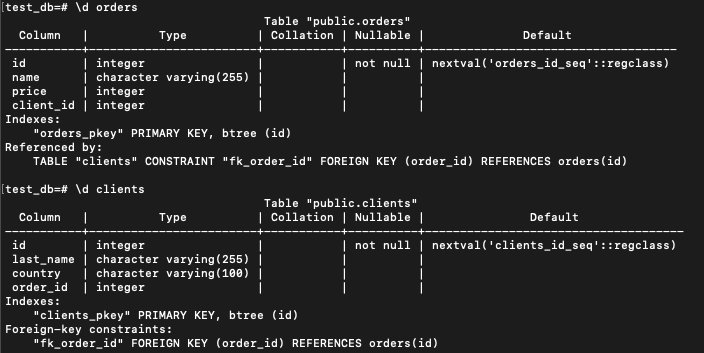 test_db=# \d orders
                                    Table "public.orders"
  Column   |          Type          | Collation | Nullable |              Default
-----------+------------------------+-----------+----------+------------------------------------
 id        | integer                |           | not null | nextval('orders_id_seq'::regclass)
 name      | character varying(255) |           |          |
 price     | integer                |           |          |
 client_id | integer                |           |          |
Indexes:
    "orders_pkey" PRIMARY KEY, btree (id)
Referenced by:
    TABLE "clients" CONSTRAINT "fk_order_id" FOREIGN KEY (order_id) REFERENCES orders(id)

test_db=# \d clients
                                    Table "public.clients"
  Column   |          Type          | Collation | Nullable |               Default
-----------+------------------------+-----------+----------+-------------------------------------
 id        | integer                |           | not null | nextval('clients_id_seq'::regclass)
 last_name | character varying(255) |           |          |
 country   | character varying(100) |           |          |
 order_id  | integer                |           |          |
Indexes:
    "clients_pkey" PRIMARY KEY, btree (id)
Foreign-key constraints:
    "fk_order_id" FOREIGN KEY (order_id) REFERENCES orders(id)